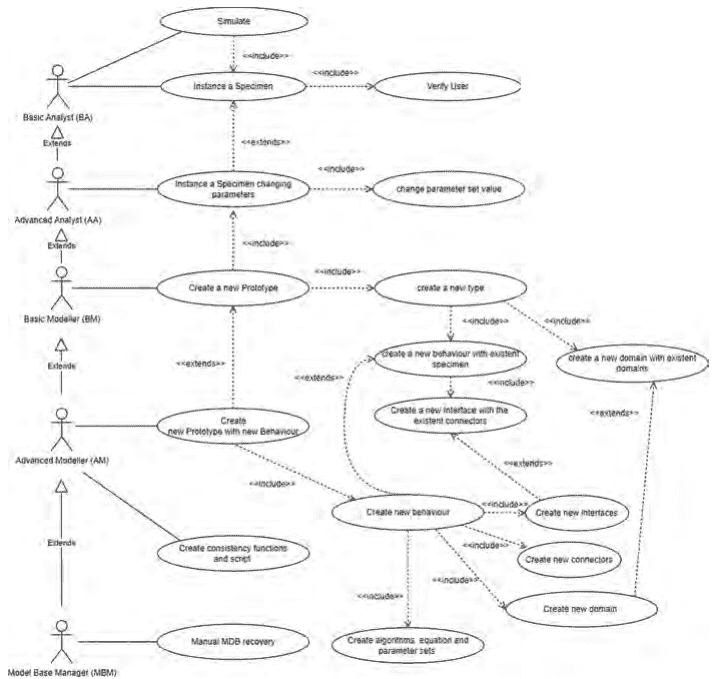 Simulate
<<include>>
<<include>>
Instance a Specimen
Verify User
Basic Analyst (BA)
Extends
<<extends>>
Instance a Specimen changing
parameters
<<include>>
change parameter set value
Advanced Analyst (AA)
Extends
<<include>>
<<include>>
Create a new Prototype
create a new type
Basic Modeller (BM)
<<include>>
<<include>>
<<extends>>
create a new behaviour with existent
specimen
create a new domain with existent
domains
<<extends>>
<<include>>
Create
new Prototype with new Behaviour
Create a new Interface with the
existent connectors
<<extends>>
Advanced Modeller (AM)
<<extends>>
<<include>>
Create new behaviour
<<include>>
Create new interfaces
Extends
Create consistency functions
and script
<<include>>
Create new connectors
<<include>>
<<include>>
Create new domain
Manual MDB recovery
Create algorithms, equation and
parameter sets
Model Base Manager (MBM)